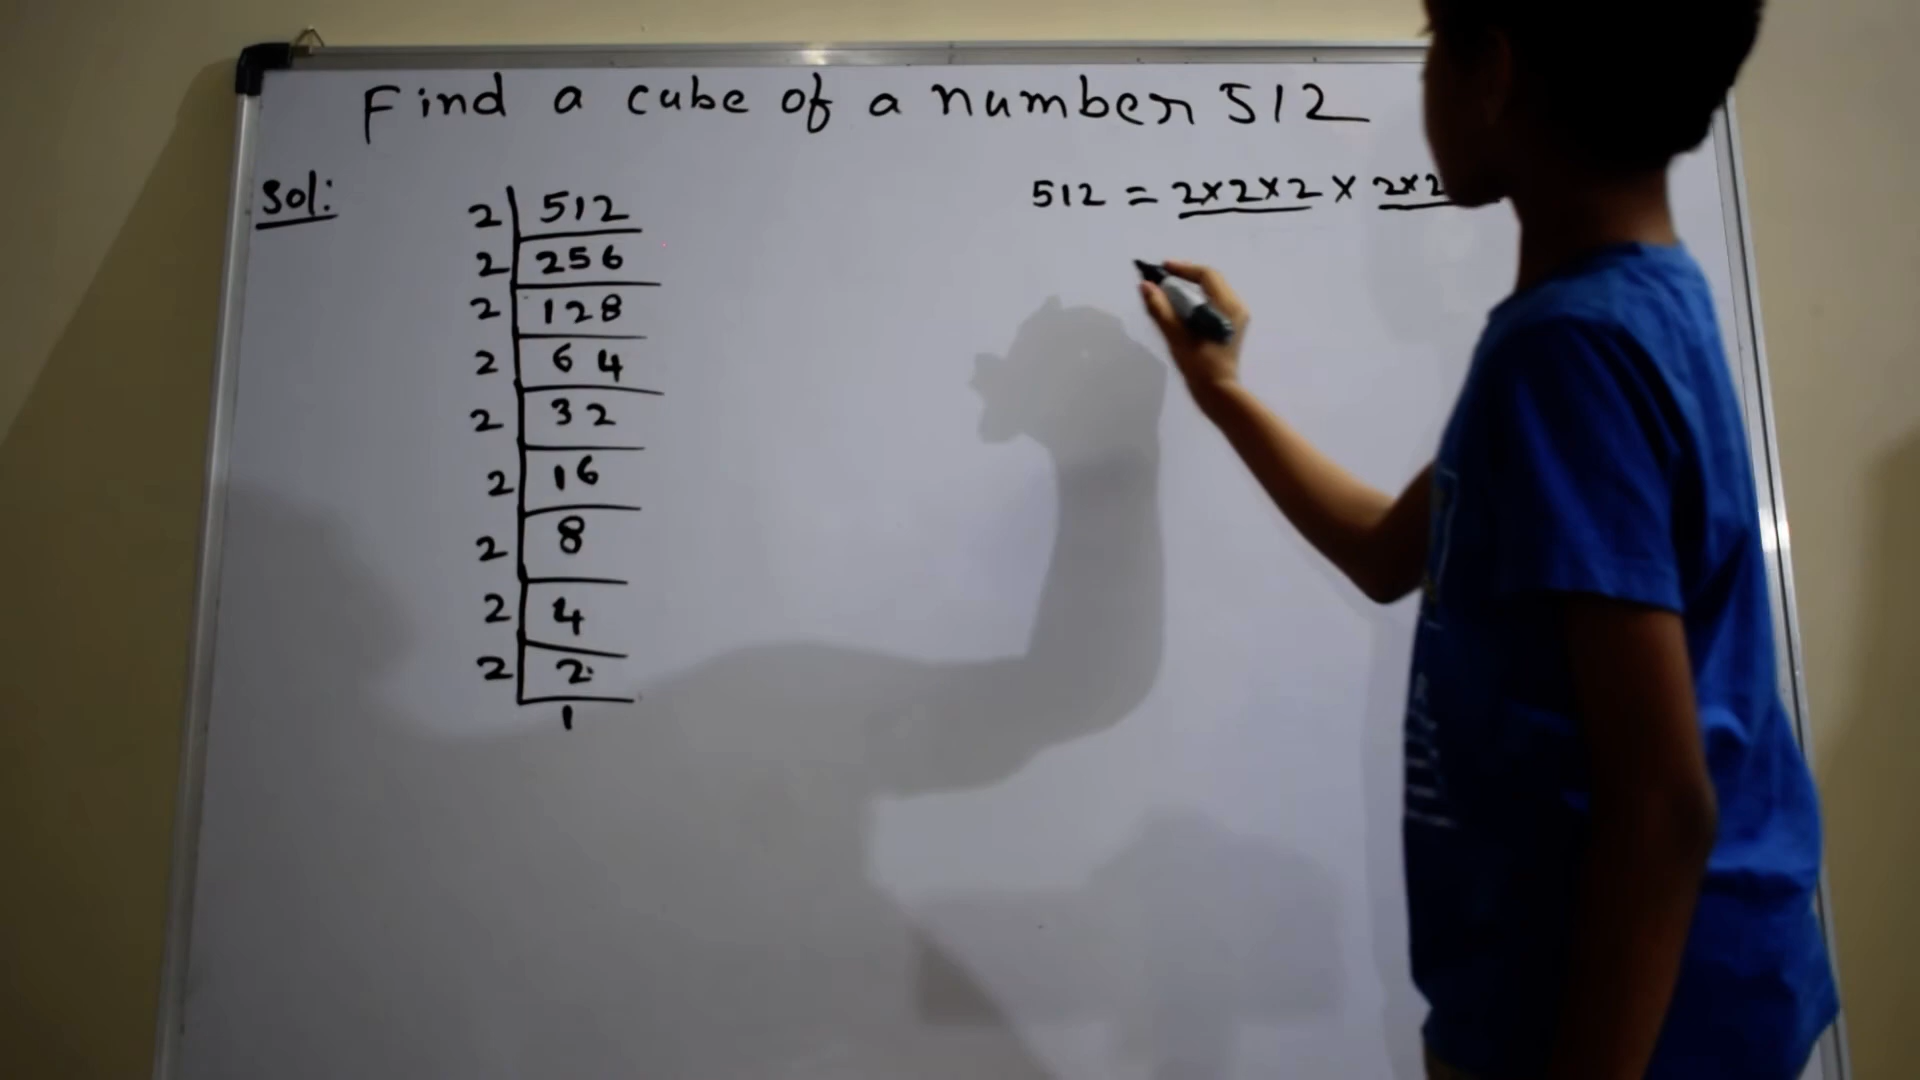 Find a cube of a number 512
Sol:
2 | 512
2 | 256
2 | 128
2 | 64
2 | 32
2 | 16
2 | 8
2 | 4
2 | 2
1
512 = 2×2×2 × 2×2